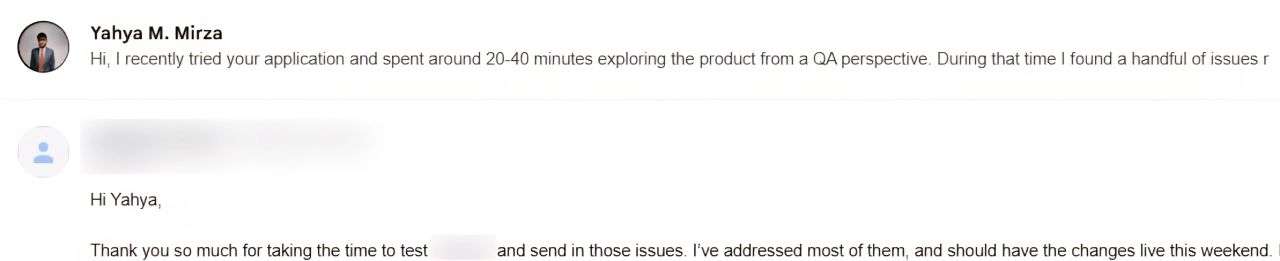 Yahya M. Mirza
Hi, I recently tried your application and spent around 20-40 minutes exploring the product from a QA perspective. During that time I found a handful of issues r
Hi Yahya,
Thank you so much for taking the time to test and send in those issues. I've addressed most of them, and should have the changes live this weekend.